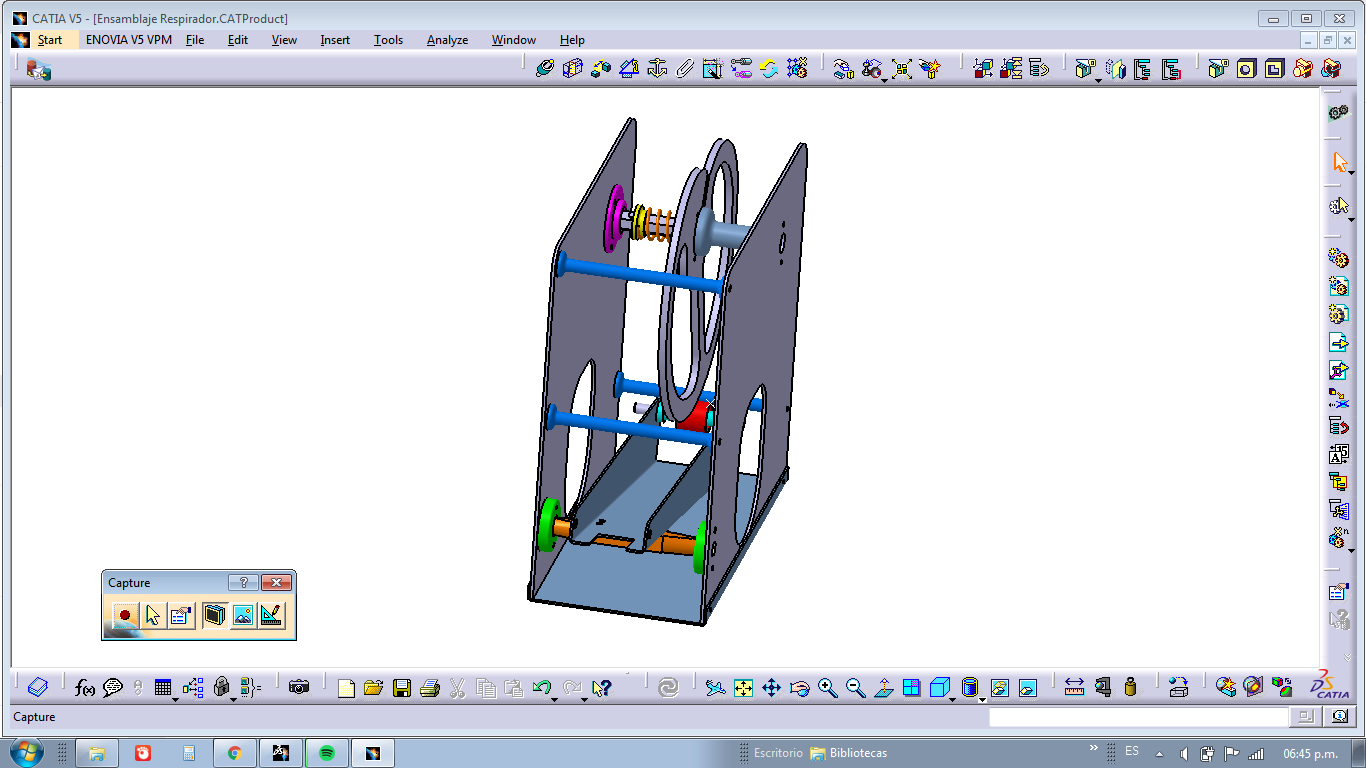 CATIA V5 - [Ensamblaje Respirador.CATProduct]
Start ENOVIA V5 VPM File Edit View Insert Tools Analyze Window Help
Capture
f(x)
DS CATIA
Capture
Escritorio Bibliotecas » ES 06:45 p.m.